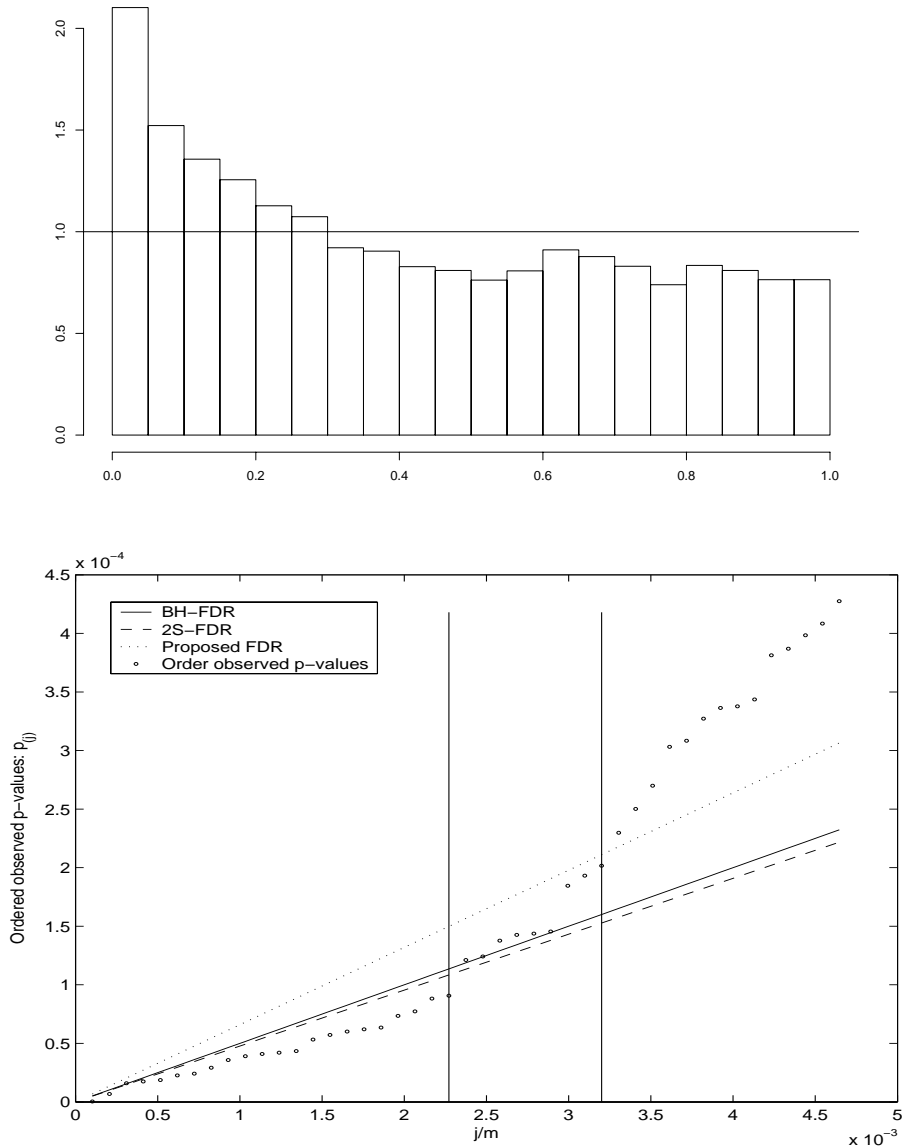 2.0
1.5
1.0
0.5
0.0
0.0 0.2 0.4 0.6 0.8 1.0
x 10−4
4.5
4
3.5
3
2.5
2
1.5
1
0.5
0
Ordered observed p−values: p(j)
BH−FDR
2S−FDR
Proposed FDR
Order observed p−values
0 0.5 1 1.5 2 2.5 3 3.5 4 4.5 5
j/m
x 10−3